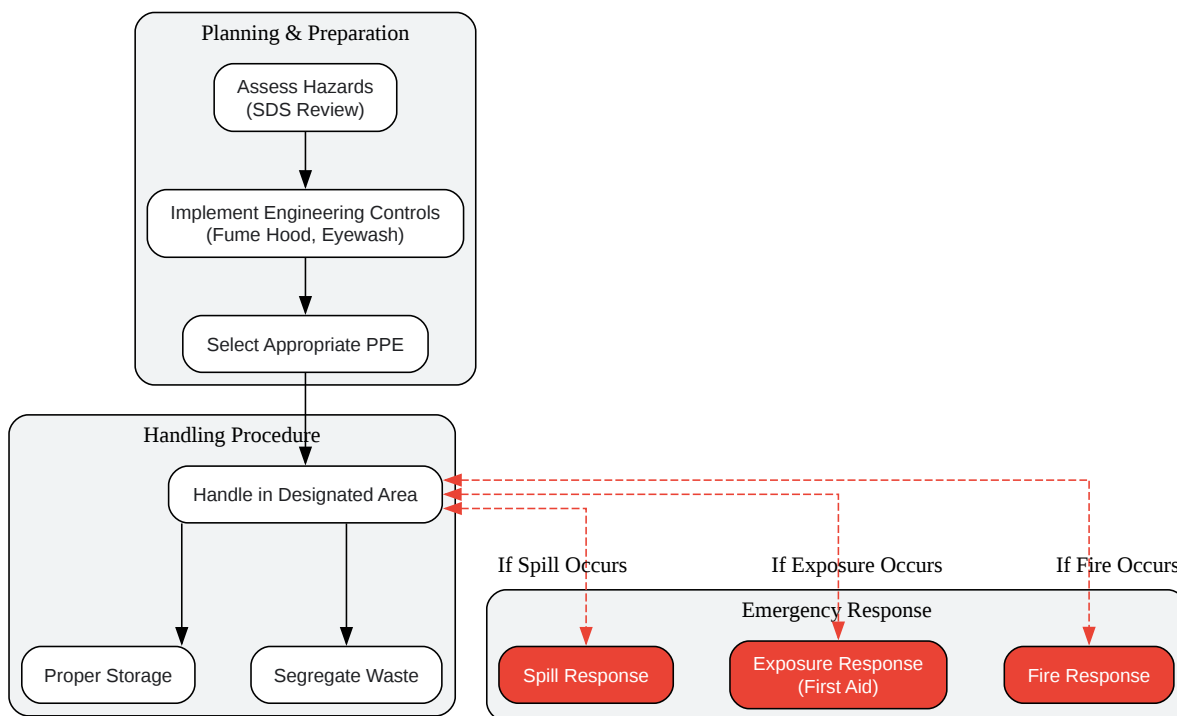 Planning & Preparation
Assess Hazards
(SDS Review)
Implement Engineering Controls
(Fume Hood, Eyewash)
Select Appropriate PPE
Handling Procedure
Handle in Designated Area
Proper Storage
Segregate Waste
If Spill Occurs
If Exposure Occurs
If Fire Occurs
Emergency Response
Spill Response
Exposure Response
(First Aid)
Fire Response